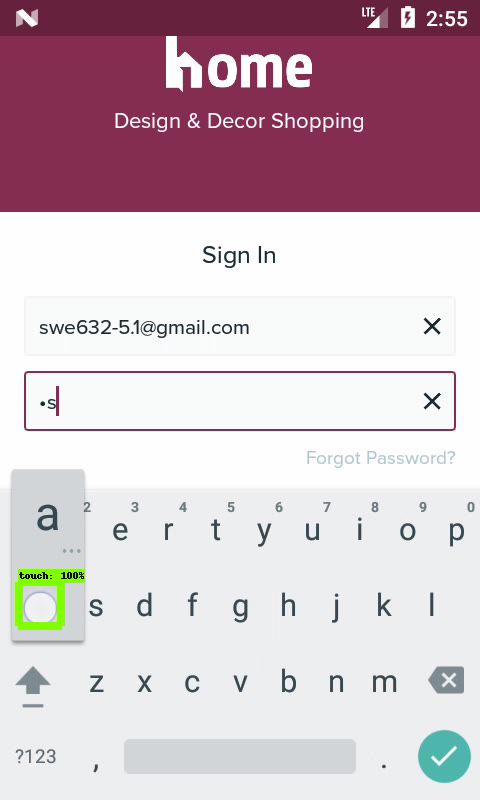 LTE 2:55
home
Design & Decor Shopping
Sign In
swe632-5.1@gmail.com
•s
Forgot Password?
a
...
2 3 4 5 6 7 8 9 0
e r t y u i o p
touch: 100%
s d f g h j k l
z x c v b n m
?123 , .